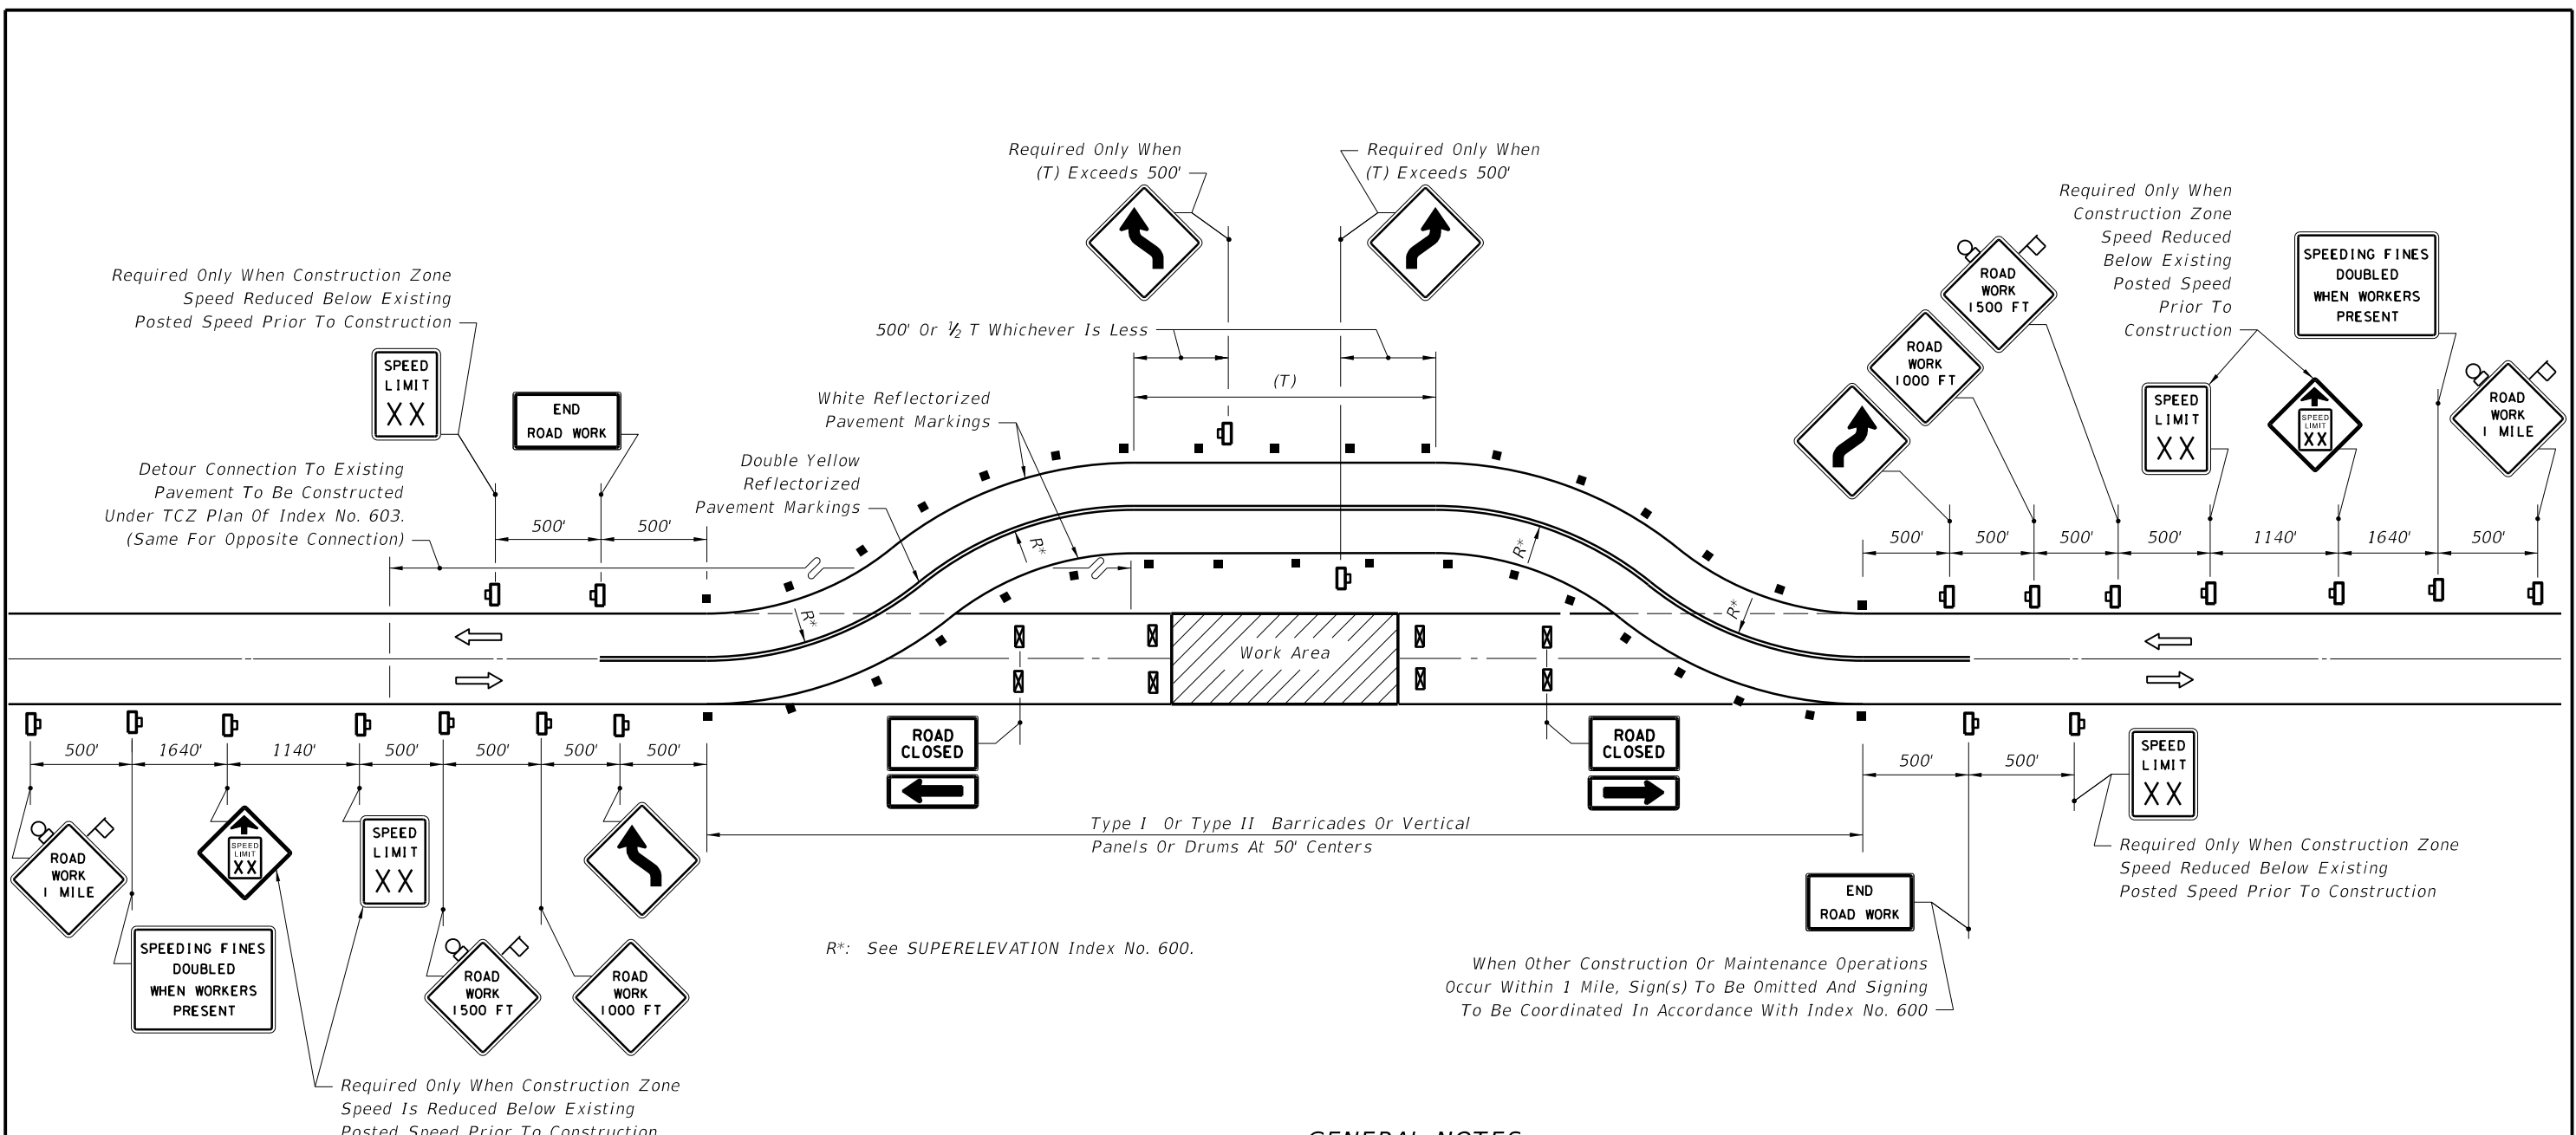 Required Only When
(T) Exceeds 500'
Required Only When
(T) Exceeds 500'
500' Or ½ T Whichever Is Less
(T)
White Reflectorized
Pavement Markings
Double Yellow
Reflectorized
Pavement Markings
Required Only When Construction Zone
Speed Reduced Below Existing
Posted Speed Prior To Construction
SPEED
LIMIT
XX
END
ROAD WORK
Detour Connection To Existing
Pavement To Be Constructed
Under TCZ Plan Of Index No. 603.
(Same For Opposite Connection)
500'
500'
Required Only When
Construction Zone
Speed Reduced
Below Existing
Posted Speed
Prior To
Construction
ROAD
WORK
1500 FT
ROAD
WORK
1000 FT
SPEED
LIMIT
XX
SPEED
LIMIT
XX
SPEEDING FINES
DOUBLED
WHEN WORKERS
PRESENT
ROAD
WORK
1 MILE
500'
500'
500'
500'
1140'
1640'
500'
R*
R*
R*
R*
Work Area
ROAD
CLOSED
ROAD
CLOSED
500'
1640'
1140'
500'
500'
500'
500'
ROAD
WORK
1 MILE
SPEED
LIMIT
XX
SPEED
LIMIT
XX
SPEEDING FINES
DOUBLED
WHEN WORKERS
PRESENT
ROAD
WORK
1500 FT
ROAD
WORK
1000 FT
Required Only When Construction Zone
Speed Is Reduced Below Existing
Posted Speed Prior To Construction
Type I Or Type II Barricades Or Vertical
Panels Or Drums At 50' Centers
R*: See SUPERELEVATION Index No. 600.
500'
500'
SPEED
LIMIT
XX
Required Only When Construction Zone
Speed Reduced Below Existing
Posted Speed Prior To Construction
END
ROAD WORK
When Other Construction Or Maintenance Operations
Occur Within 1 Mile, Sign(s) To Be Omitted And Signing
To Be Coordinated In Accordance With Index No. 600
GENERAL NOTES